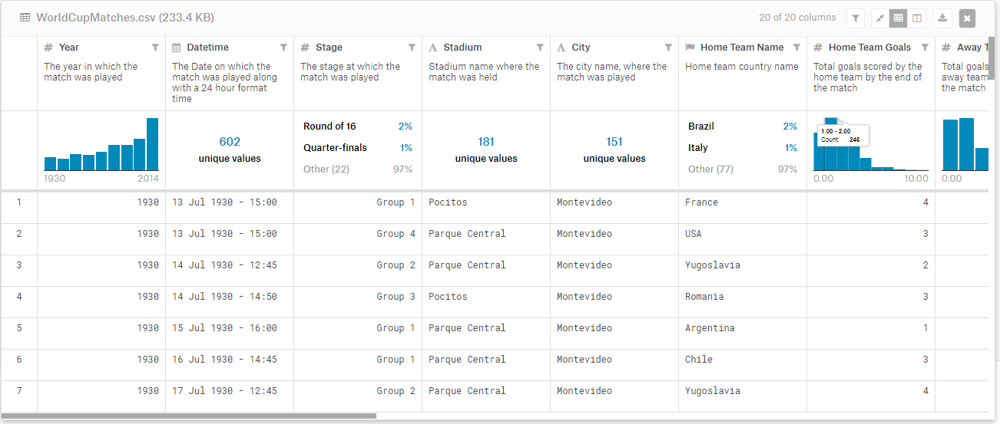 WorldCupMatches.csv (233.4 KB)
20 of 20 columns
# Year
The year in which the
match was played
Datetime
The Date on which the
match was played along
with a 24 hour format
time
# Stage
The stage at which the
match was played
A Stadium
Stadium name where the
match was held
A City
The city name, where the
match was played
Home Team Name
Home team country name
# Home Team Goals
Total goals scored by the
home team by the end of
the match
# Away T
Total goals
away team
the match
1930 2014
602
unique values
Round of 16 2%
Quarter-finals 1%
Other (22) 97%
181
unique values
151
unique values
Brazil 2%
Italy 1%
Other (77) 97%
1.00 - 2.00
Count: 246
0.00 10.00
0.00
1 1930 13 Jul 1930 - 15:00 Group 1 Pocitos Montevideo France 4
2 1930 13 Jul 1930 - 15:00 Group 4 Parque Central Montevideo USA 3
3 1930 14 Jul 1930 - 12:45 Group 2 Parque Central Montevideo Yugoslavia 2
4 1930 14 Jul 1930 - 14:50 Group 3 Pocitos Montevideo Romania 3
5 1930 15 Jul 1930 - 16:00 Group 1 Parque Central Montevideo Argentina 1
6 1930 16 Jul 1930 - 14:45 Group 1 Parque Central Montevideo Chile 3
7 1930 17 Jul 1930 - 12:45 Group 2 Parque Central Montevideo Yugoslavia 4